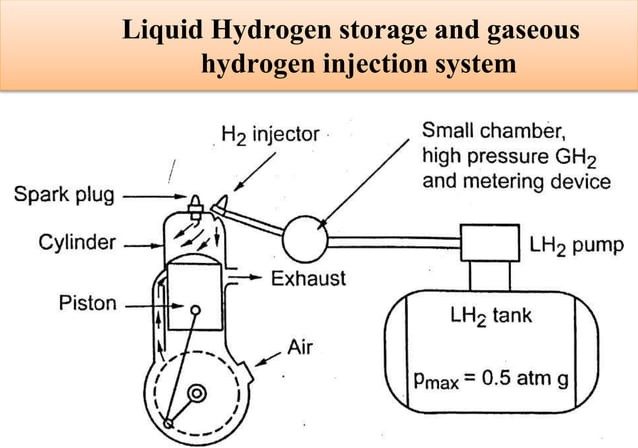 Liquid Hydrogen storage and gaseous
hydrogen injection system
H2 injector
Small chamber,
high pressure GH2
and metering device
Spark plug
Cylinder
LH2 pump
Exhaust
Piston
LH2 tank
Air
Pmax = 0.5 atm g